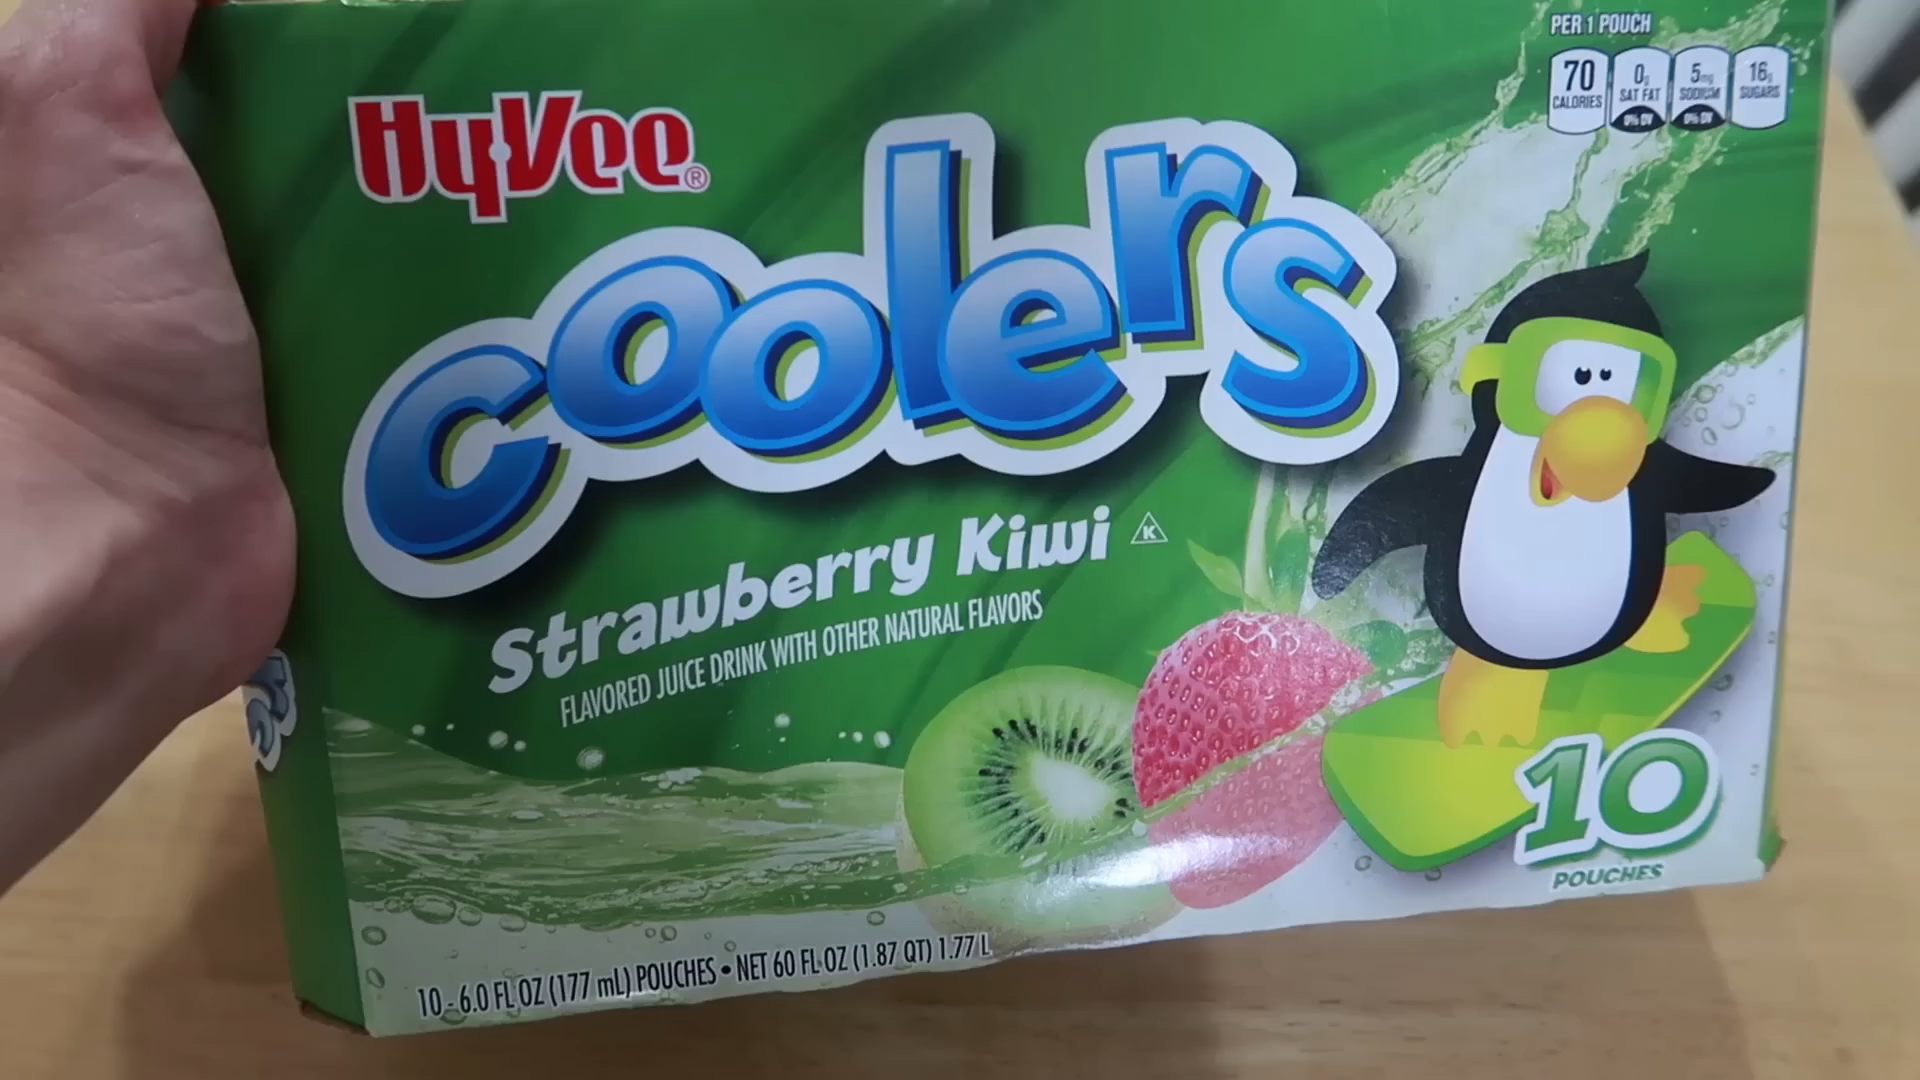 PER 1 POUCH
70 CALORIES
0g SAT FAT 0% DV
5mg SODIUM 0% DV
16g SUGARS
HyVee®
coolers
Strawberry Kiwi K
FLAVORED JUICE DRINK WITH OTHER NATURAL FLAVORS
10
POUCHES
10-6.0 FL OZ (177 mL) POUCHES • NET 60 FL OZ (1.87 QT) 1.77 L